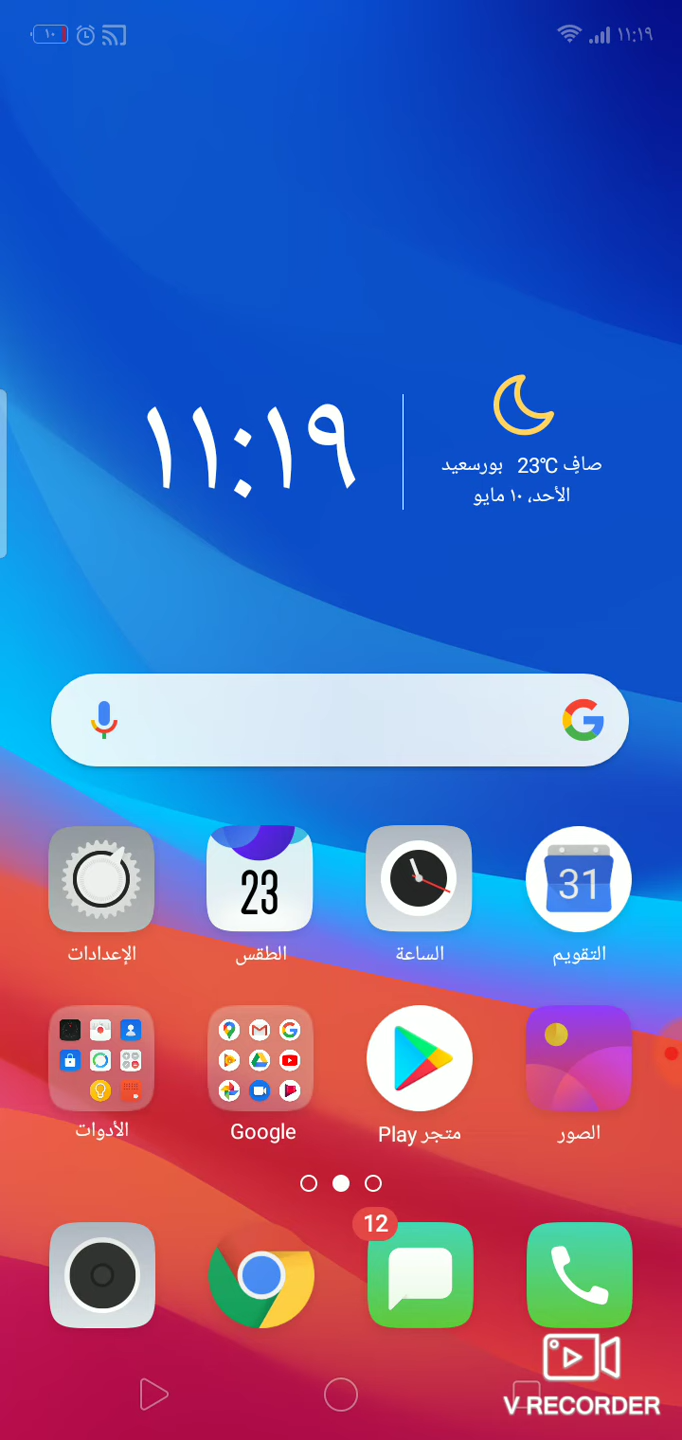 ١١:١٩
١٠
١١:١٩
صافٍ 23℃ بورسعيد
الأحد، ١٠ مايو
31
23
التقويم
الساعة
الطقس
الإعدادات
الصور
متجر Play
Google
الأدوات
12
V RECORDER